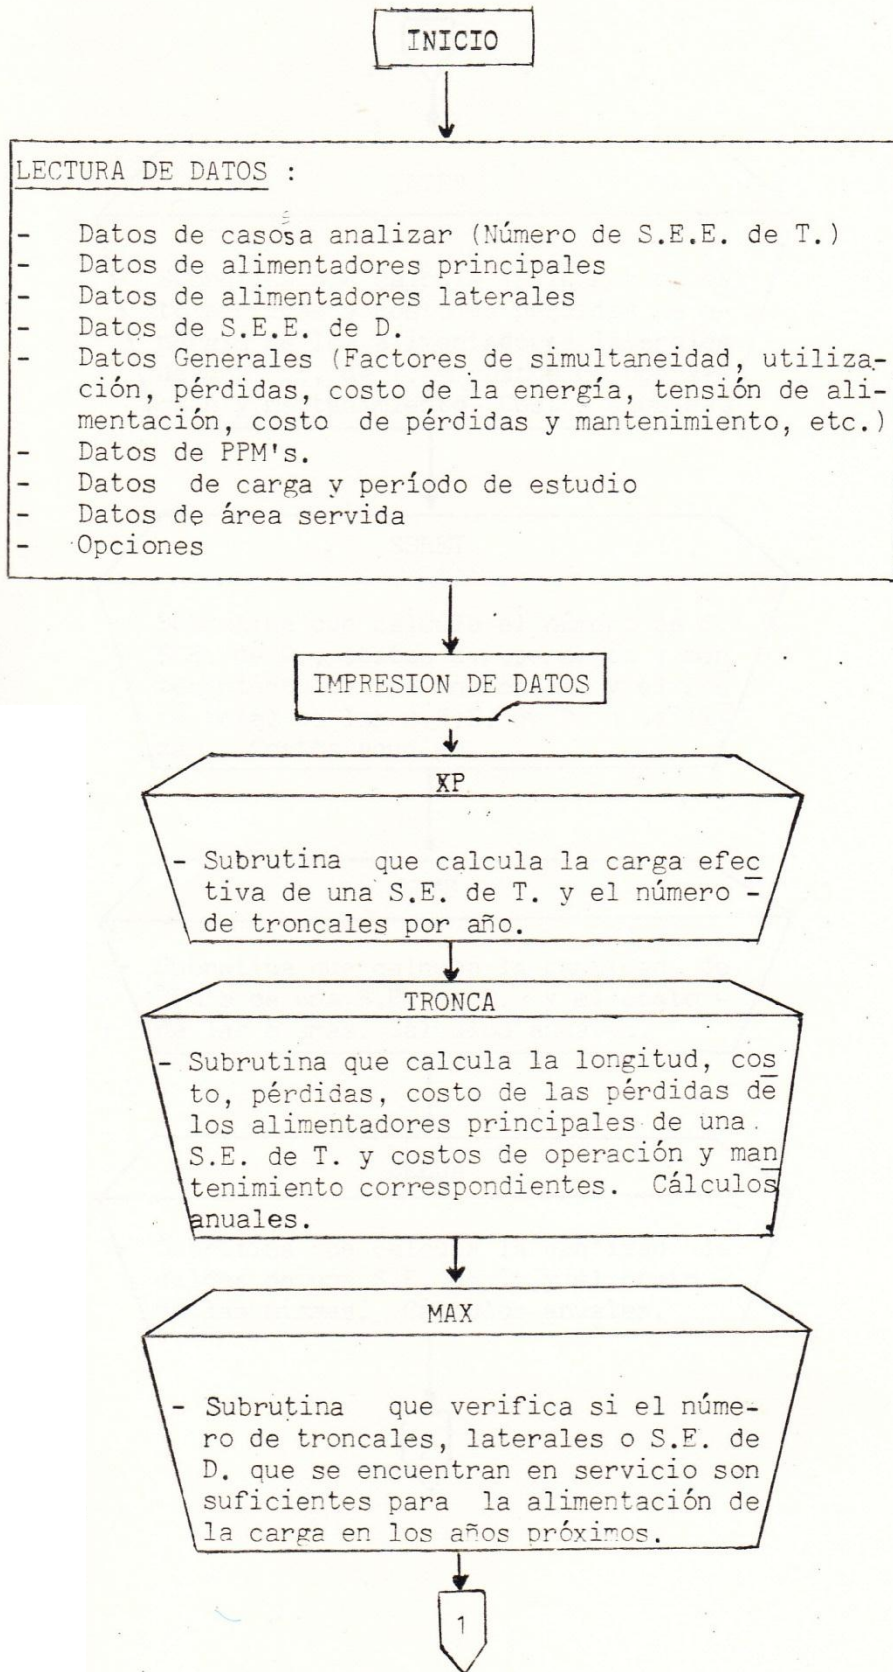 INICIO
LECTURA DE DATOS :
- Datos de casosa analizar (Número de S.E.E. de T.)
- Datos de alimentadores principales
- Datos de alimentadores laterales
- Datos de S.E.E. de D.
- Datos Generales (Factores de simultaneidad, utiliza-
ción, pérdidas, costo de la energía, tensión de ali-
mentación, costo de pérdidas y mantenimiento, etc.)
- Datos de PPM's.
- Datos de carga y período de estudio
- Datos de área servida
- Opciones
IMPRESION DE DATOS
XP
- Subrutina que calcula la carga efec
tiva de una S.E. de T. y el número -
de troncales por año.
TRONCA
- Subrutina que calcula la longitud, cos
to, pérdidas, costo de las pérdidas de
los alimentadores principales de una
S.E. de T. y costos de operación y man
tenimiento correspondientes. Cálculos
anuales.
MAX
- Subrutina que verifica si el núme-
ro de troncales, laterales o S.E. de
D. que se encuentran en servicio son
suficientes para la alimentación de
la carga en los años próximos.
1